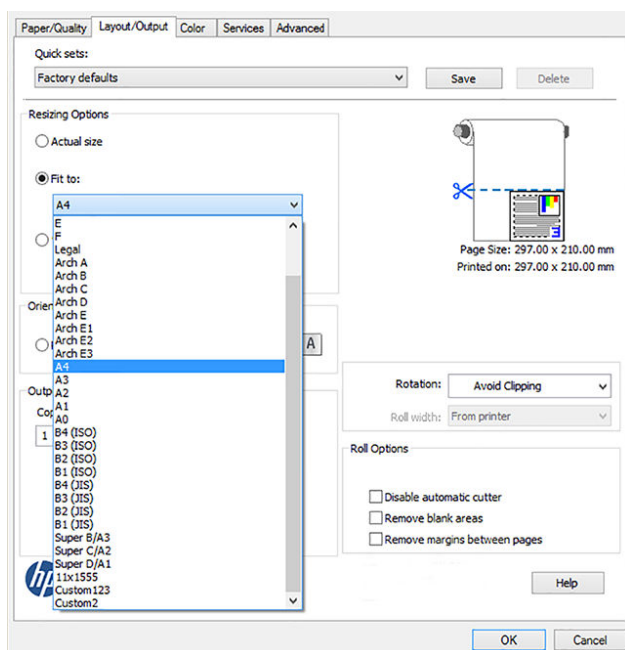 Paper/Quality Layout/Output Color Services Advanced
Quick sets:
Factory defaults Save Delete
Resizing Options
Actual size
Fit to:
A4
E
F
Legal
Arch A
Arch B
Arch C
Arch D
Arch E
Arch E1
Arch E2
Arch E3
A4
A3
A2
A1
A0
B4 (ISO)
B3 (ISO)
B2 (ISO)
B1 (ISO)
B4 (JIS)
B3 (JIS)
B2 (JIS)
B1 (JIS)
Super B/A3
Super C/A2
Super D/A1
11x1555
Custom123
Custom2
Orien
A
Outp
Cop
1
hp
E
Page Size: 297.00 x 210.00 mm
Printed on: 297.00 x 210.00 mm
Rotation: Avoid Clipping
Roll width: From printer
Roll Options
Disable automatic cutter
Remove blank areas
Remove margins between pages
Help
OK Cancel